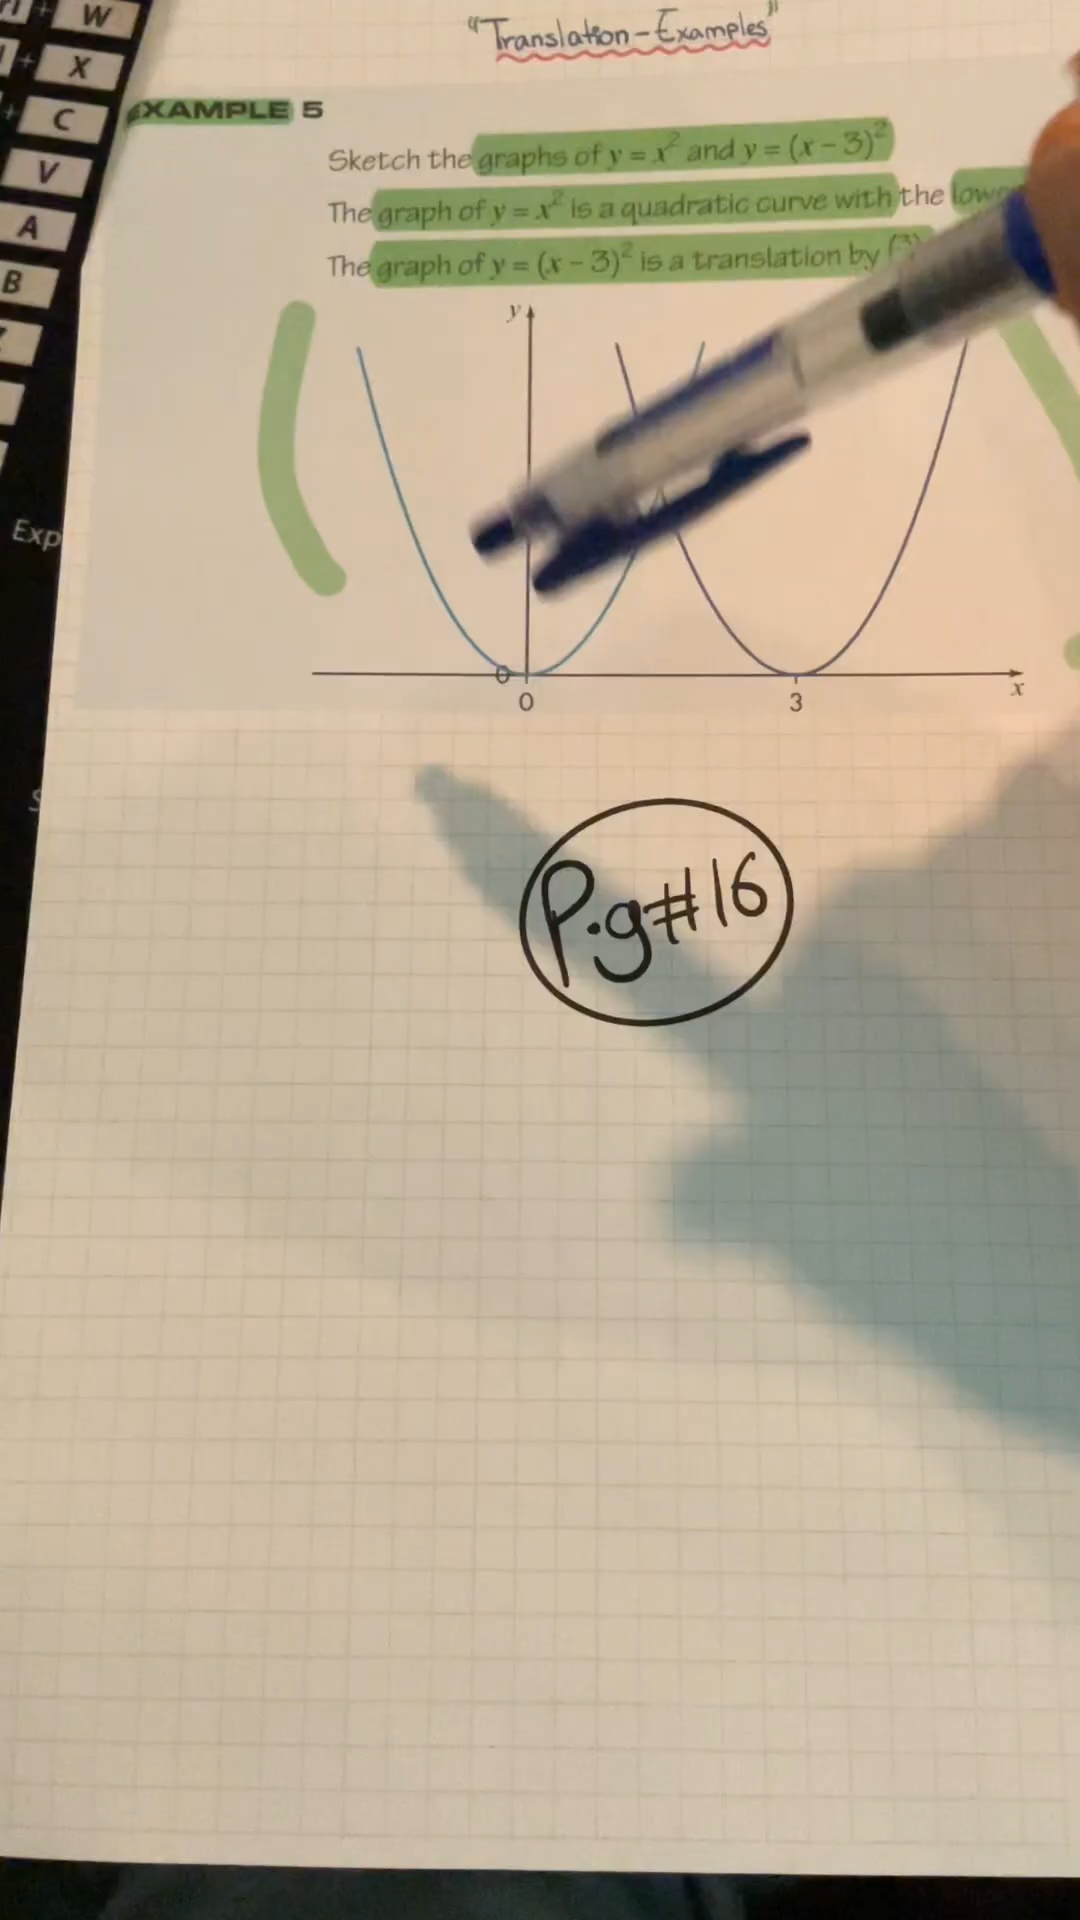 "Translation-Examples"
EXAMPLE 5
Sketch the graphs of y = x² and y = (x – 3)²
The graph of y = x² is a quadratic curve with the
The graph of y = (x – 3)² is a translation by
y
0
0
3
x
P.g#16
W
X
C
V
A
B
Exp